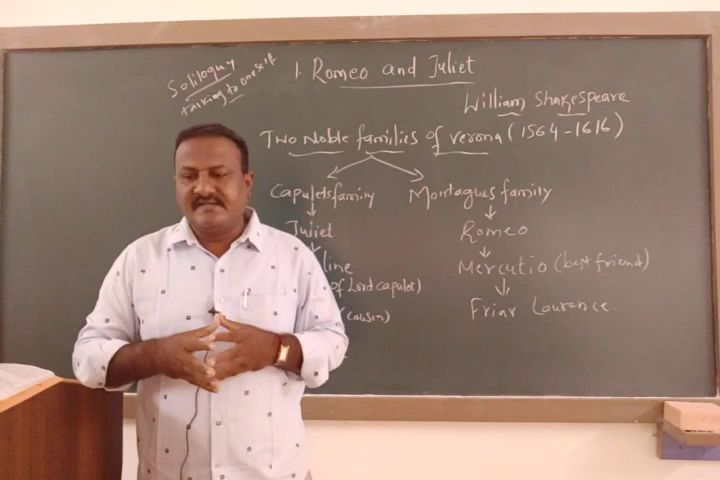 Soliloquy
talking to oneself
1. Romeo and Juliet
William Shakespeare
Two Noble families of verona (1564-1616)
Capulets family
Montagues family
Juliet
Romeo
line
Mercutio (best friend)
of Lord capulet)
Friar Laurence.
(cousin)